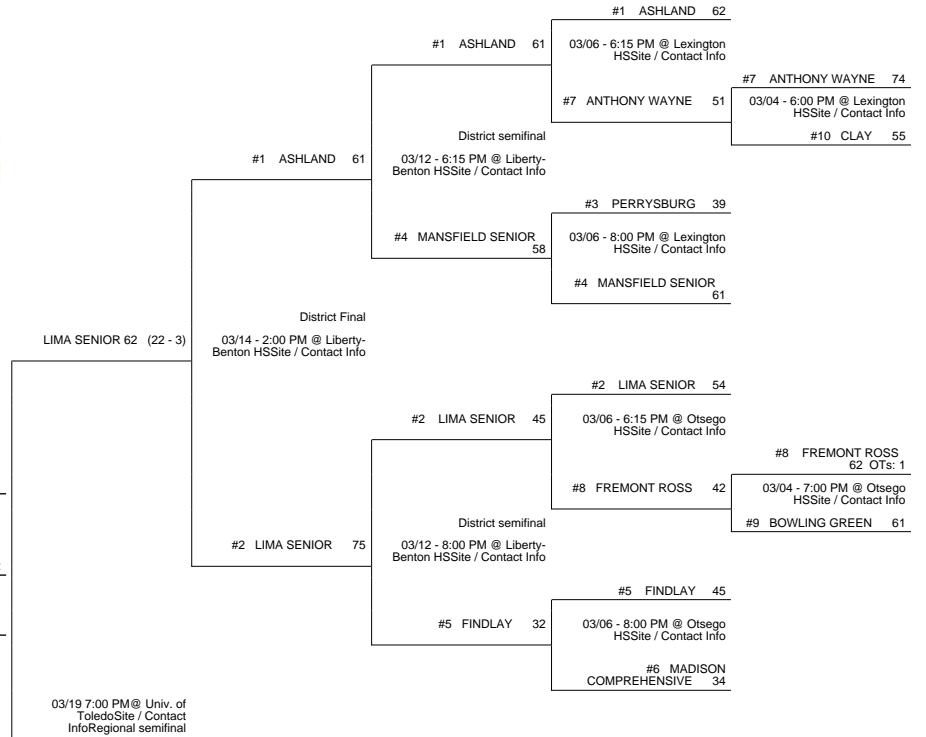 #1 ASHLAND 62
#1 ASHLAND 61
03/06 - 6:15 PM @ Lexington
HSSite / Contact Info
#7 ANTHONY WAYNE 74
#7 ANTHONY WAYNE 51
03/04 - 6:00 PM @ Lexington
HSSite / Contact Info
#10 CLAY 55
District semifinal
#1 ASHLAND 61
03/12 - 6:15 PM @ Liberty-
Benton HSSite / Contact Info
#3 PERRYSBURG 39
#4 MANSFIELD SENIOR
58
03/06 - 8:00 PM @ Lexington
HSSite / Contact Info
#4 MANSFIELD SENIOR
61
District Final
LIMA SENIOR 62 (22 - 3)
03/14 - 2:00 PM @ Liberty-
Benton HSSite / Contact Info
#2 LIMA SENIOR 54
#2 LIMA SENIOR 45
03/06 - 6:15 PM @ Otsego
HSSite / Contact Info
#8 FREMONT ROSS
62 OTs: 1
#8 FREMONT ROSS 42
03/04 - 7:00 PM @ Otsego
HSSite / Contact Info
#9 BOWLING GREEN 61
District semifinal
#2 LIMA SENIOR 75
03/12 - 8:00 PM @ Liberty-
Benton HSSite / Contact Info
#5 FINDLAY 45
#5 FINDLAY 32
03/06 - 8:00 PM @ Otsego
HSSite / Contact Info
#6 MADISON
COMPREHENSIVE 34
03/19 7:00 PM@ Univ. of
ToledoSite / Contact
InfoRegional semifinal